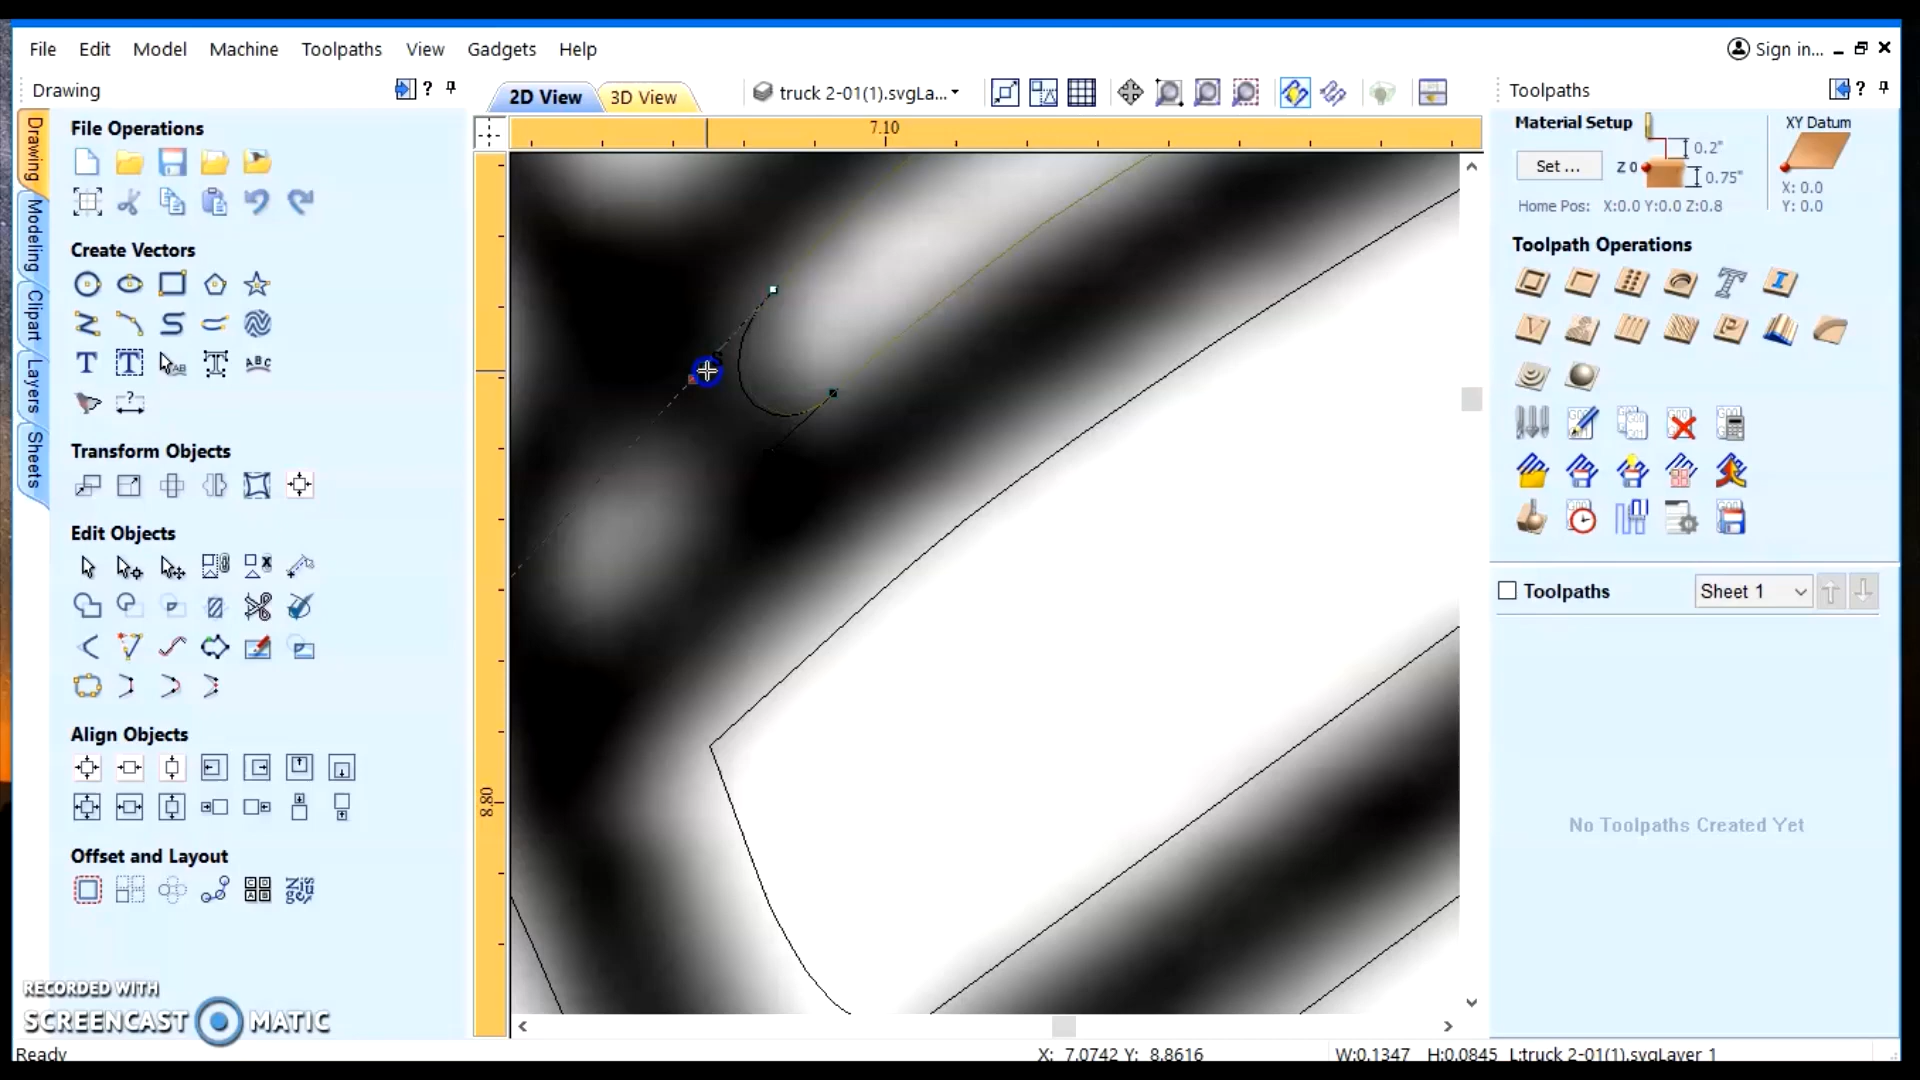 File Edit Model Machine Toolpaths View Gadgets Help
Sign in...
Drawing
2D View
3D View
truck 2-01(1).svgLa...
Toolpaths
Drawing
Modeling
Clipart
Layers
Sheets
File Operations
Create Vectors
Transform Objects
Edit Objects
Align Objects
Offset and Layout
7.10
8.80
Material Setup
XY Datum
Set ...
Z 0
0.2"
0.75"
X: 0.0
Y: 0.0
Home Pos: X:0.0 Y:0.0 Z:0.8
Toolpath Operations
Toolpaths
Sheet 1
No Toolpaths Created Yet
RECORDED WITH
SCREENCAST MATIC
Ready
X: 7.0742 Y: 8.8616
W:0.1347 H:0.0845 L:truck 2-01(1).svgLayer 1